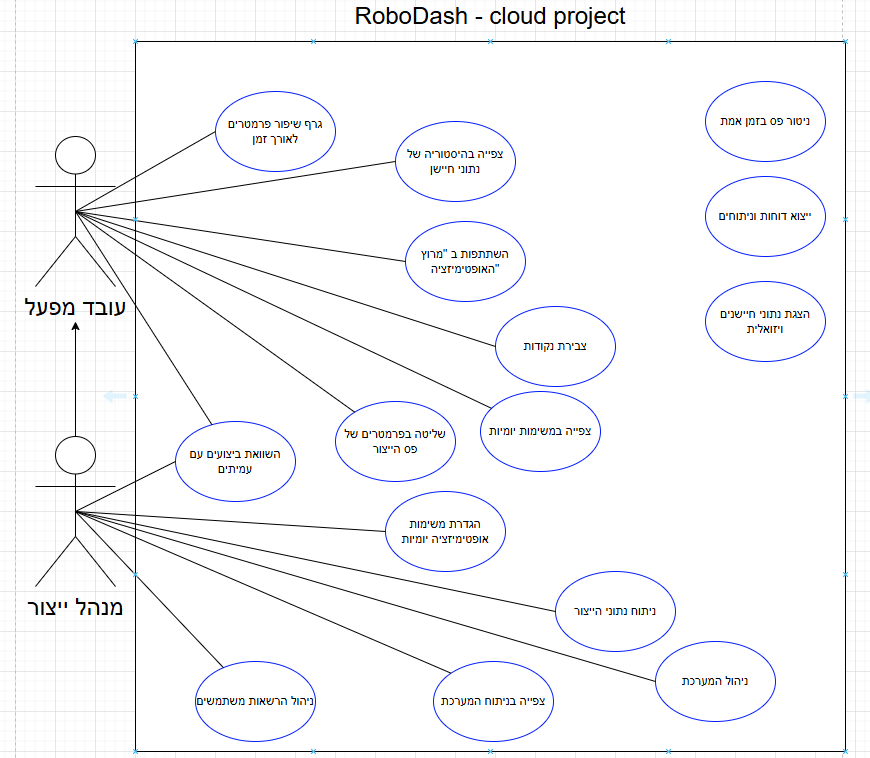 RoboDash - cloud project
גרף שיפור פרמטרים
לאורך זמן
צפייה בהיסטוריה של
נתוני חיישן
ניטור פס בזמן אמת
ייצוא דוחות וניתוחים
השתתפות ב "מרוץ
האופטימיזציה"
הצגת נתוני חיישנים
ויזואלית
עובד מפעל
צבירת נקודות
צפייה במשימות יומיות
שליטה בפרמטרים של
פס הייצור
השוואת ביצועים עם
עמיתים
הגדרת משימות
אופטימיזציה יומיות
מנהל ייצור
ניתוח נתוני הייצור
ניהול המערכת
צפייה בניתוח המערכת
ניהול הרשאות משתמשים